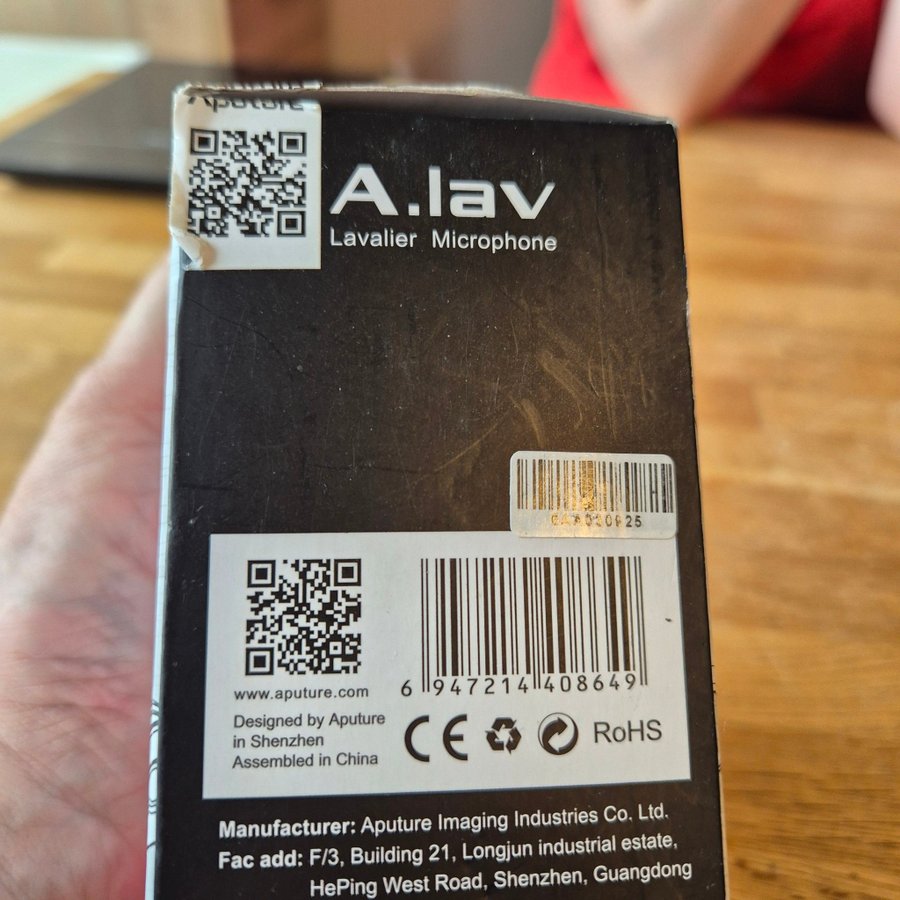 Aputure
A.lav
Lavalier Microphone
www.aputure.com
6 947214 408649
Designed by Aputure
in Shenzhen
Assembled in China
CE
RoHS
Manufacturer: Aputure Imaging Industries Co. Ltd.
Fac add: F/3, Building 21, Longjun industrial estate,
HePing West Road, Shenzhen, Guangdong